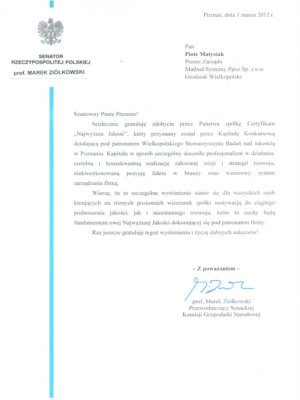 Poznań, dnia 1 marca 2012 r.
SENATOR
RZECZYPOSPOLITEJ POLSKIEJ
prof. MAREK ZIÓŁKOWSKI
Pan
Piotr Matysiak
Prezes Zarządu
Mathiad Systemy Ppoż Sp. z o.o.
Grodzisk Wielkopolski
Szanowny Panie Prezesie!
Serdecznie gratuluję zdobycia przez Państwa spółkę Certyfikatu
„Najwyższa Jakość", który przyznany został przez Kapitułę Konkursową
działającą pod patronatem Wielkopolskiego Stowarzyszenia Badań nad Jakością
w Poznaniu. Kapituła w sposób szczególny doceniła profesjonalizm w działaniu,
rzetelną i konsekwentną realizację założonej wizji i strategii rozwoju,
niekwestionowaną pozycję lidera w branży oraz wzorcowy system
zarządzania firmą.
Wierzę, że to szczególne wyróżnienie stanie się dla wszystkich osób
kreujących na różnych poziomach wizerunek spółki motywacją do ciągłego
podnoszenia jakości, jak i nieustannego rozwoju, które to cechy będą
fundamentem owej Najwyższej Jakości dokonującej się pod patronatem firmy.
Raz jeszcze gratuluję tego wyróżnienia i życzę dalszych sukcesów!
– Z poważaniem –
prof. Marek Ziółkowski
Przewodniczący Senackiej
Komisji Gospodarki Narodowej